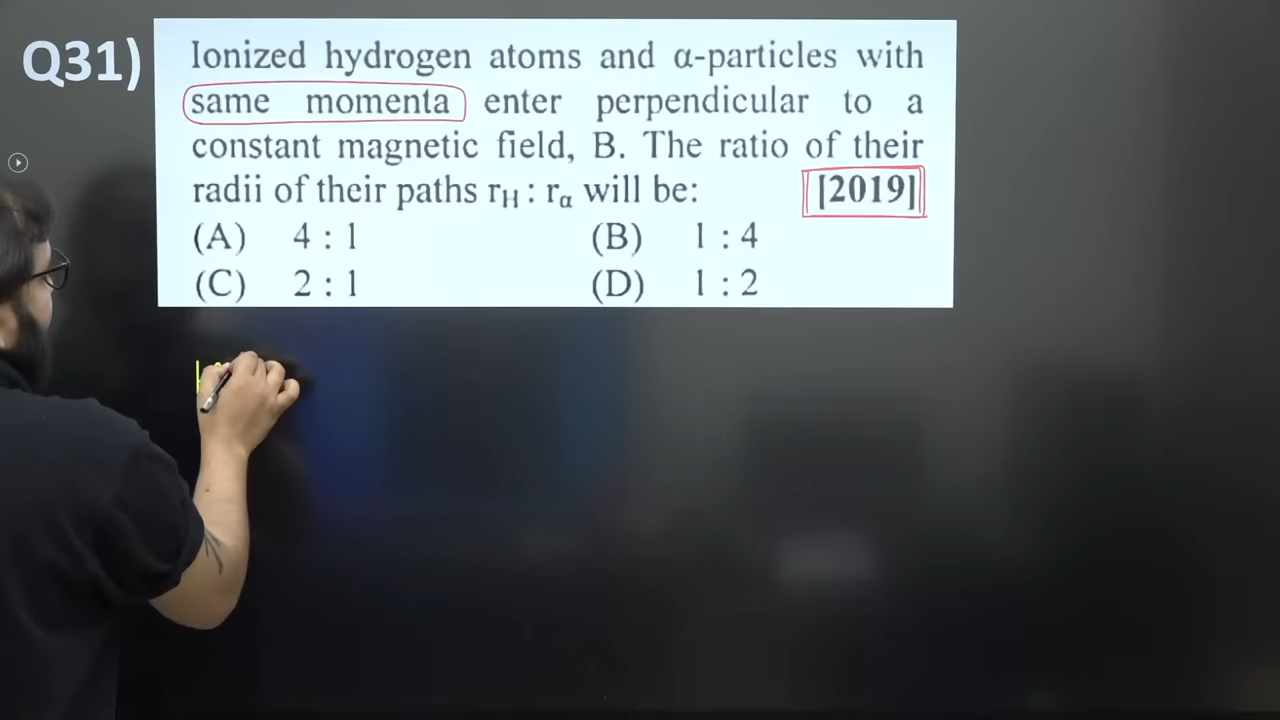 Q31)
Ionized hydrogen atoms and α-particles with
same momenta enter perpendicular to a
constant magnetic field, B. The ratio of their
radii of their paths rH : rα will be: [2019]
(A) 4 : 1 (B) 1 : 4
(C) 2 : 1 (D) 1 : 2